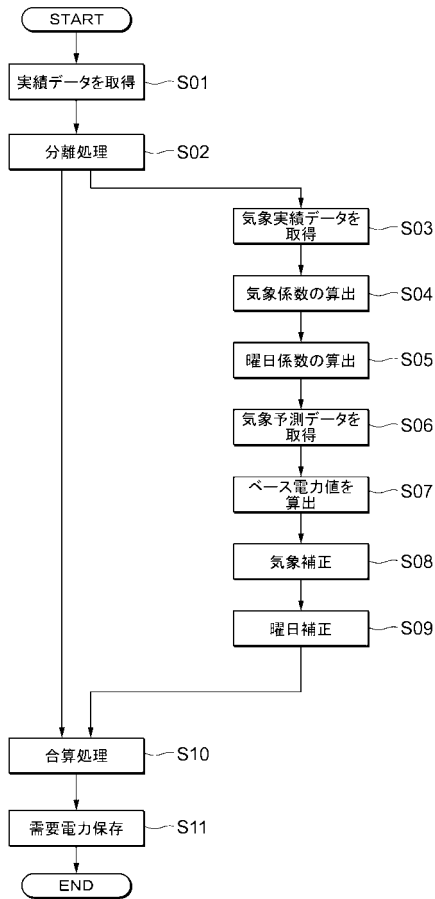 START
実績データを取得
S01
分離処理
S02
気象実績データを
取得
S03
気象係数の算出
S04
曜日係数の算出
S05
気象予測データを
取得
S06
ベース電力値を
算出
S07
気象補正
S08
曜日補正
S09
合算処理
S10
需要電力保存
S11
END